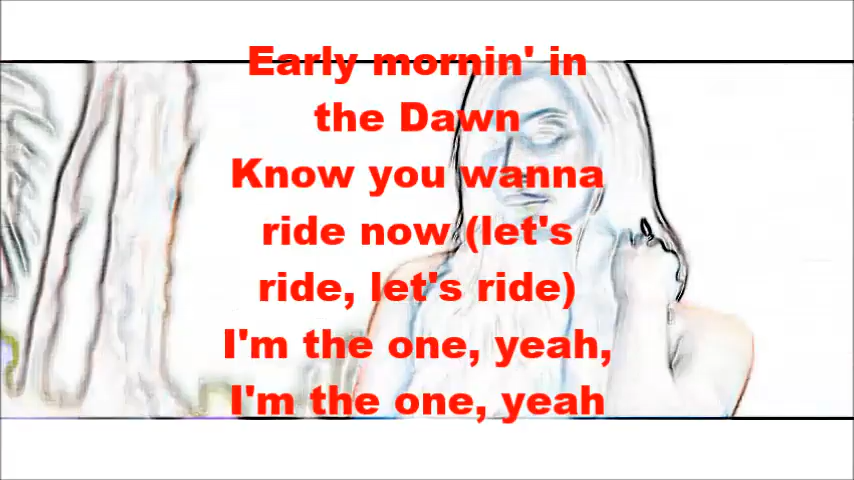 Early mornin' in
the Dawn
Know you wanna
ride now (let's
ride, let's ride)
I'm the one, yeah,
I'm the one, yeah